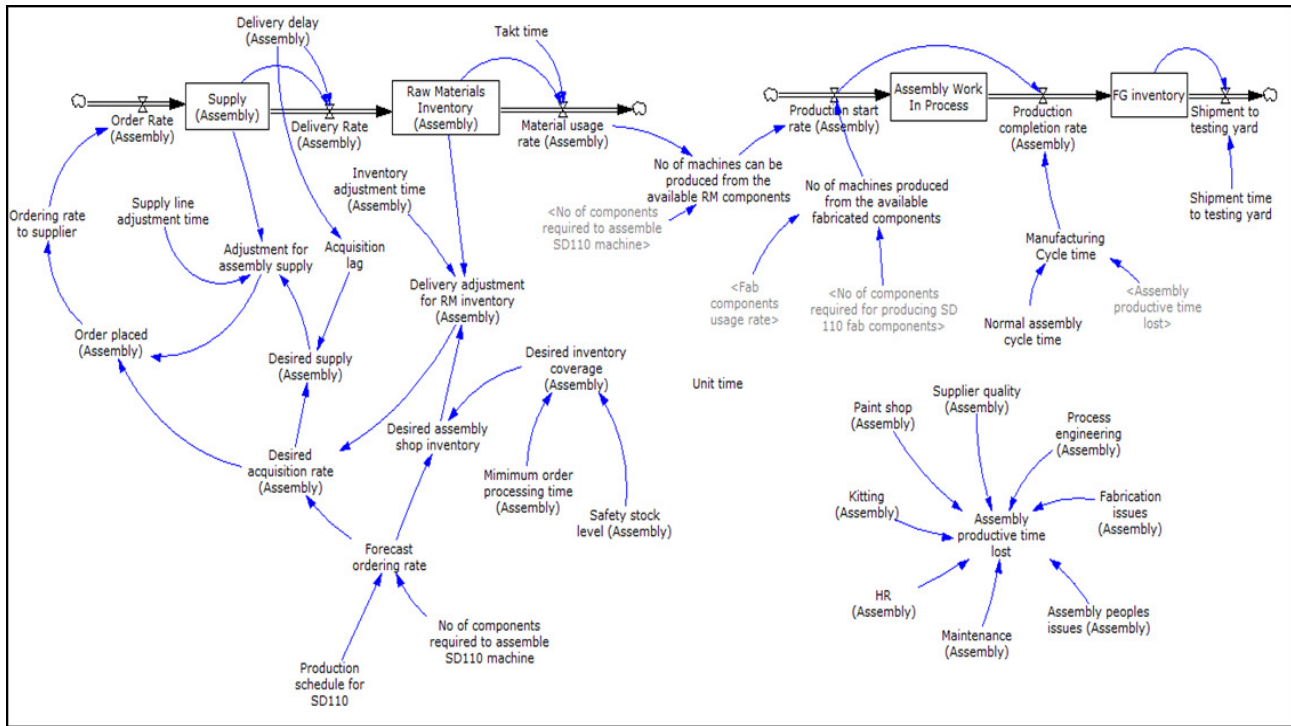 Delivery delay
(Assembly)
Takt time
Supply
(Assembly)
Raw Materials
Inventory
(Assembly)
Assembly Work
In Process
FG inventory
Order Rate
(Assembly)
Delivery Rate
(Assembly)
Material usage
rate (Assembly)
Production start
rate (Assembly)
Production
completion rate
(Assembly)
Shipment to
testing yard
Inventory
adjustment time
(Assembly)
No of machines can be
produced from the
available RM components
No of machines produced
from the available
fabricated components
Shipment time
to testing yard
Ordering rate
to supplier
Supply line
adjustment time
<No of components
required to assemble
SD110 machine>
Adjustment for
assembly supply
Acquisition
lag
Manufacturing
Cycle time
Delivery adjustment
for RM inventory
(Assembly)
<Fab
components
usage rate>
<No of components
required for producing SD
110 fab components>
<Assembly
productive time
lost>
Normal assembly
cycle time
Order placed
(Assembly)
Desired supply
(Assembly)
Desired inventory
coverage
(Assembly)
Unit time
Supplier quality
(Assembly)
Paint shop
(Assembly)
Process
engineering
(Assembly)
Desired assembly
shop inventory
Desired
acquisition rate
(Assembly)
Mimimum order
processing time
(Assembly)
Safety stock
level (Assembly)
Kitting
(Assembly)
Fabrication
issues
(Assembly)
Assembly
productive time
lost
Forecast
ordering rate
HR
(Assembly)
Maintenance
(Assembly)
Assembly peoples
issues (Assembly)
No of components
required to assemble
SD110 machine
Production
schedule for
SD110